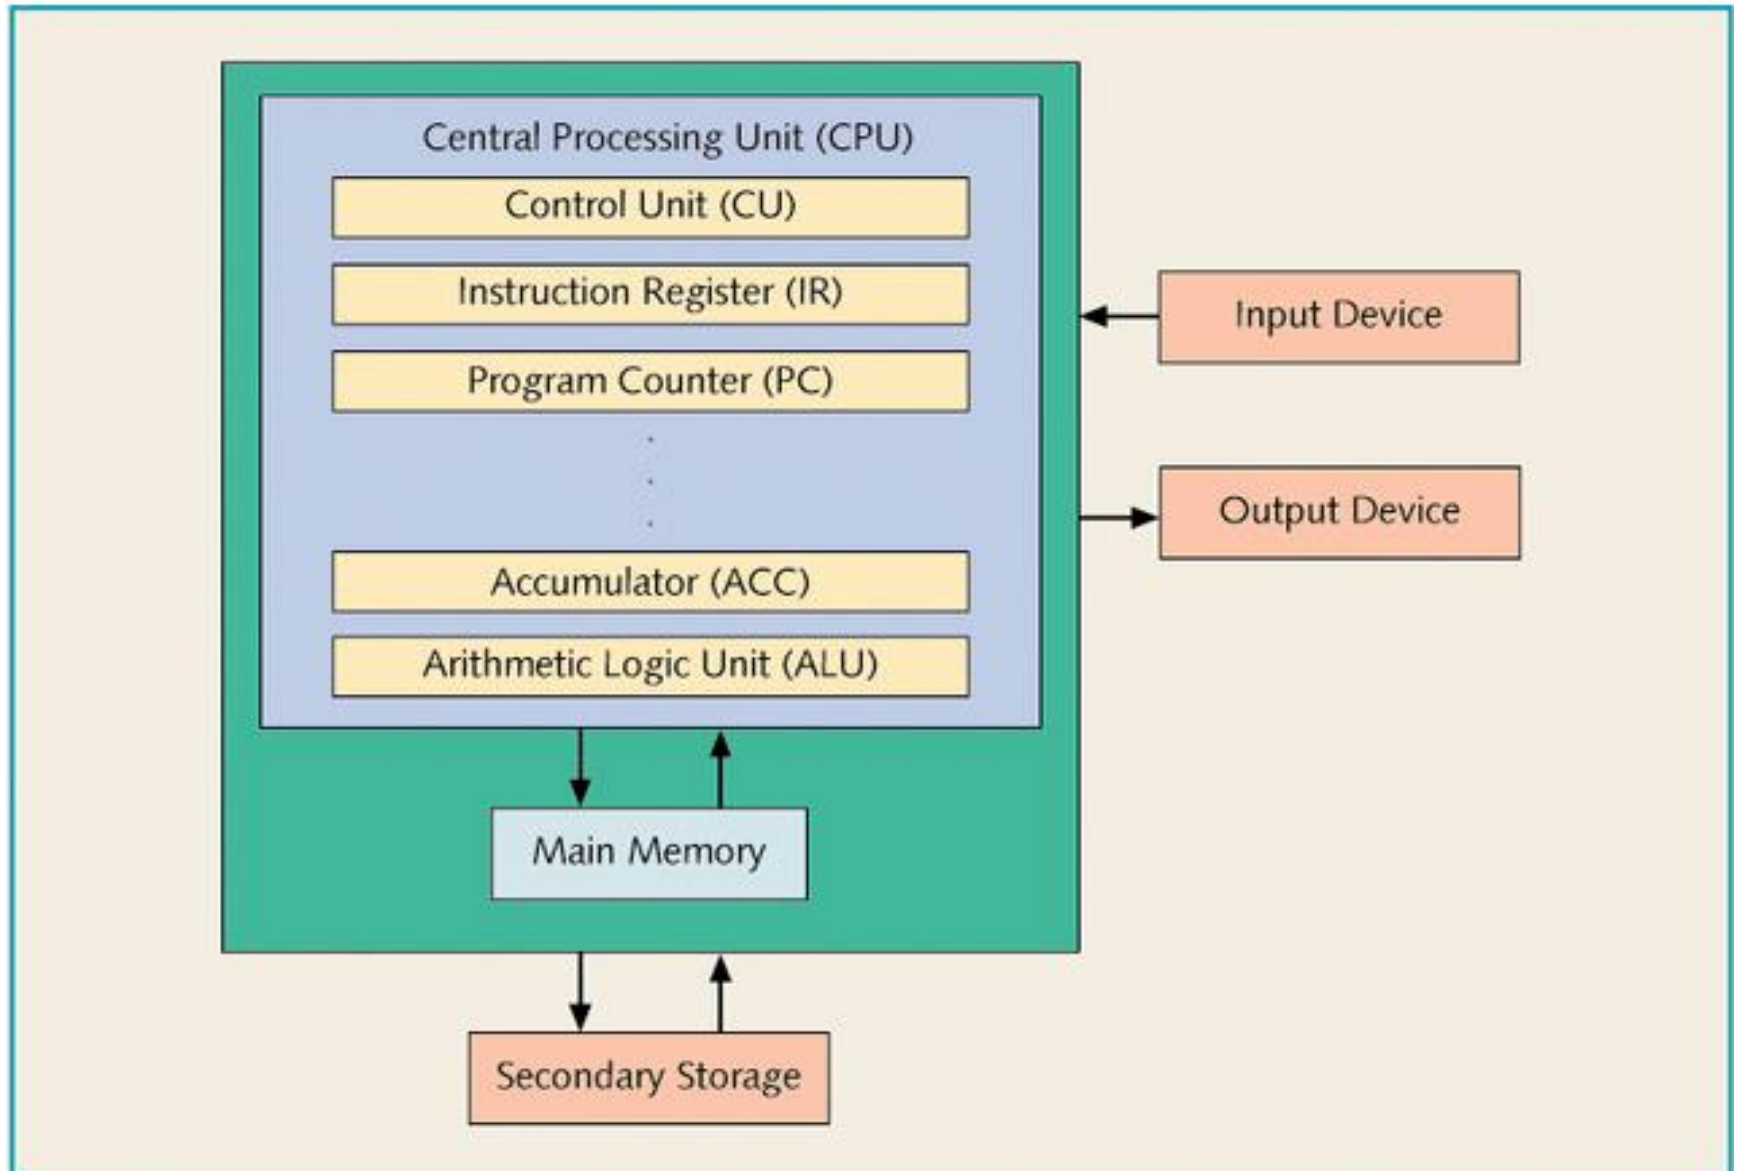 Central Processing Unit (CPU)
Control Unit (CU)
Instruction Register (IR)
Program Counter (PC)
Accumulator (ACC)
Arithmetic Logic Unit (ALU)
Main Memory
Secondary Storage
Input Device
Output Device